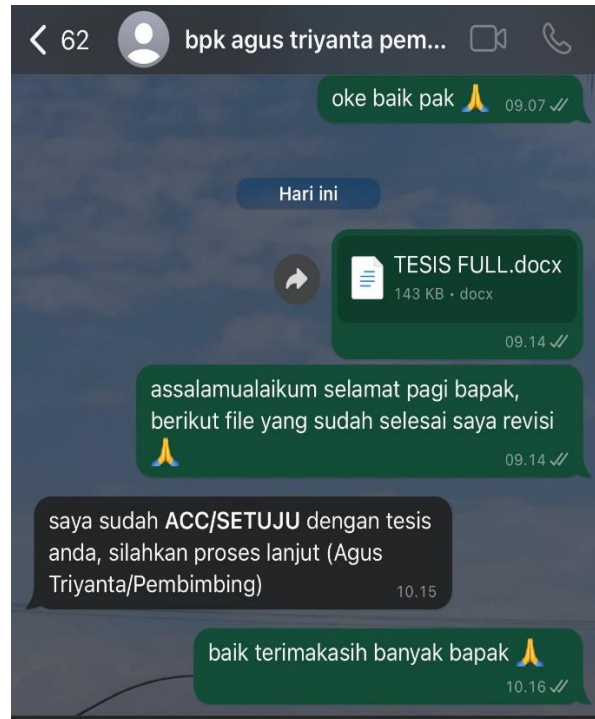 62 bpk agus triyanta pem...
oke baik pak 🙏 09.07
Hari ini
TESIS FULL.docx
143 KB • docx
09.14
assalamualaikum selamat pagi bapak,
berikut file yang sudah selesai saya revisi
🙏 09.14
saya sudah ACC/SETUJU dengan tesis
anda, silahkan proses lanjut (Agus
Triyanta/Pembimbing) 10.15
baik terimakasih banyak bapak 🙏
10.16